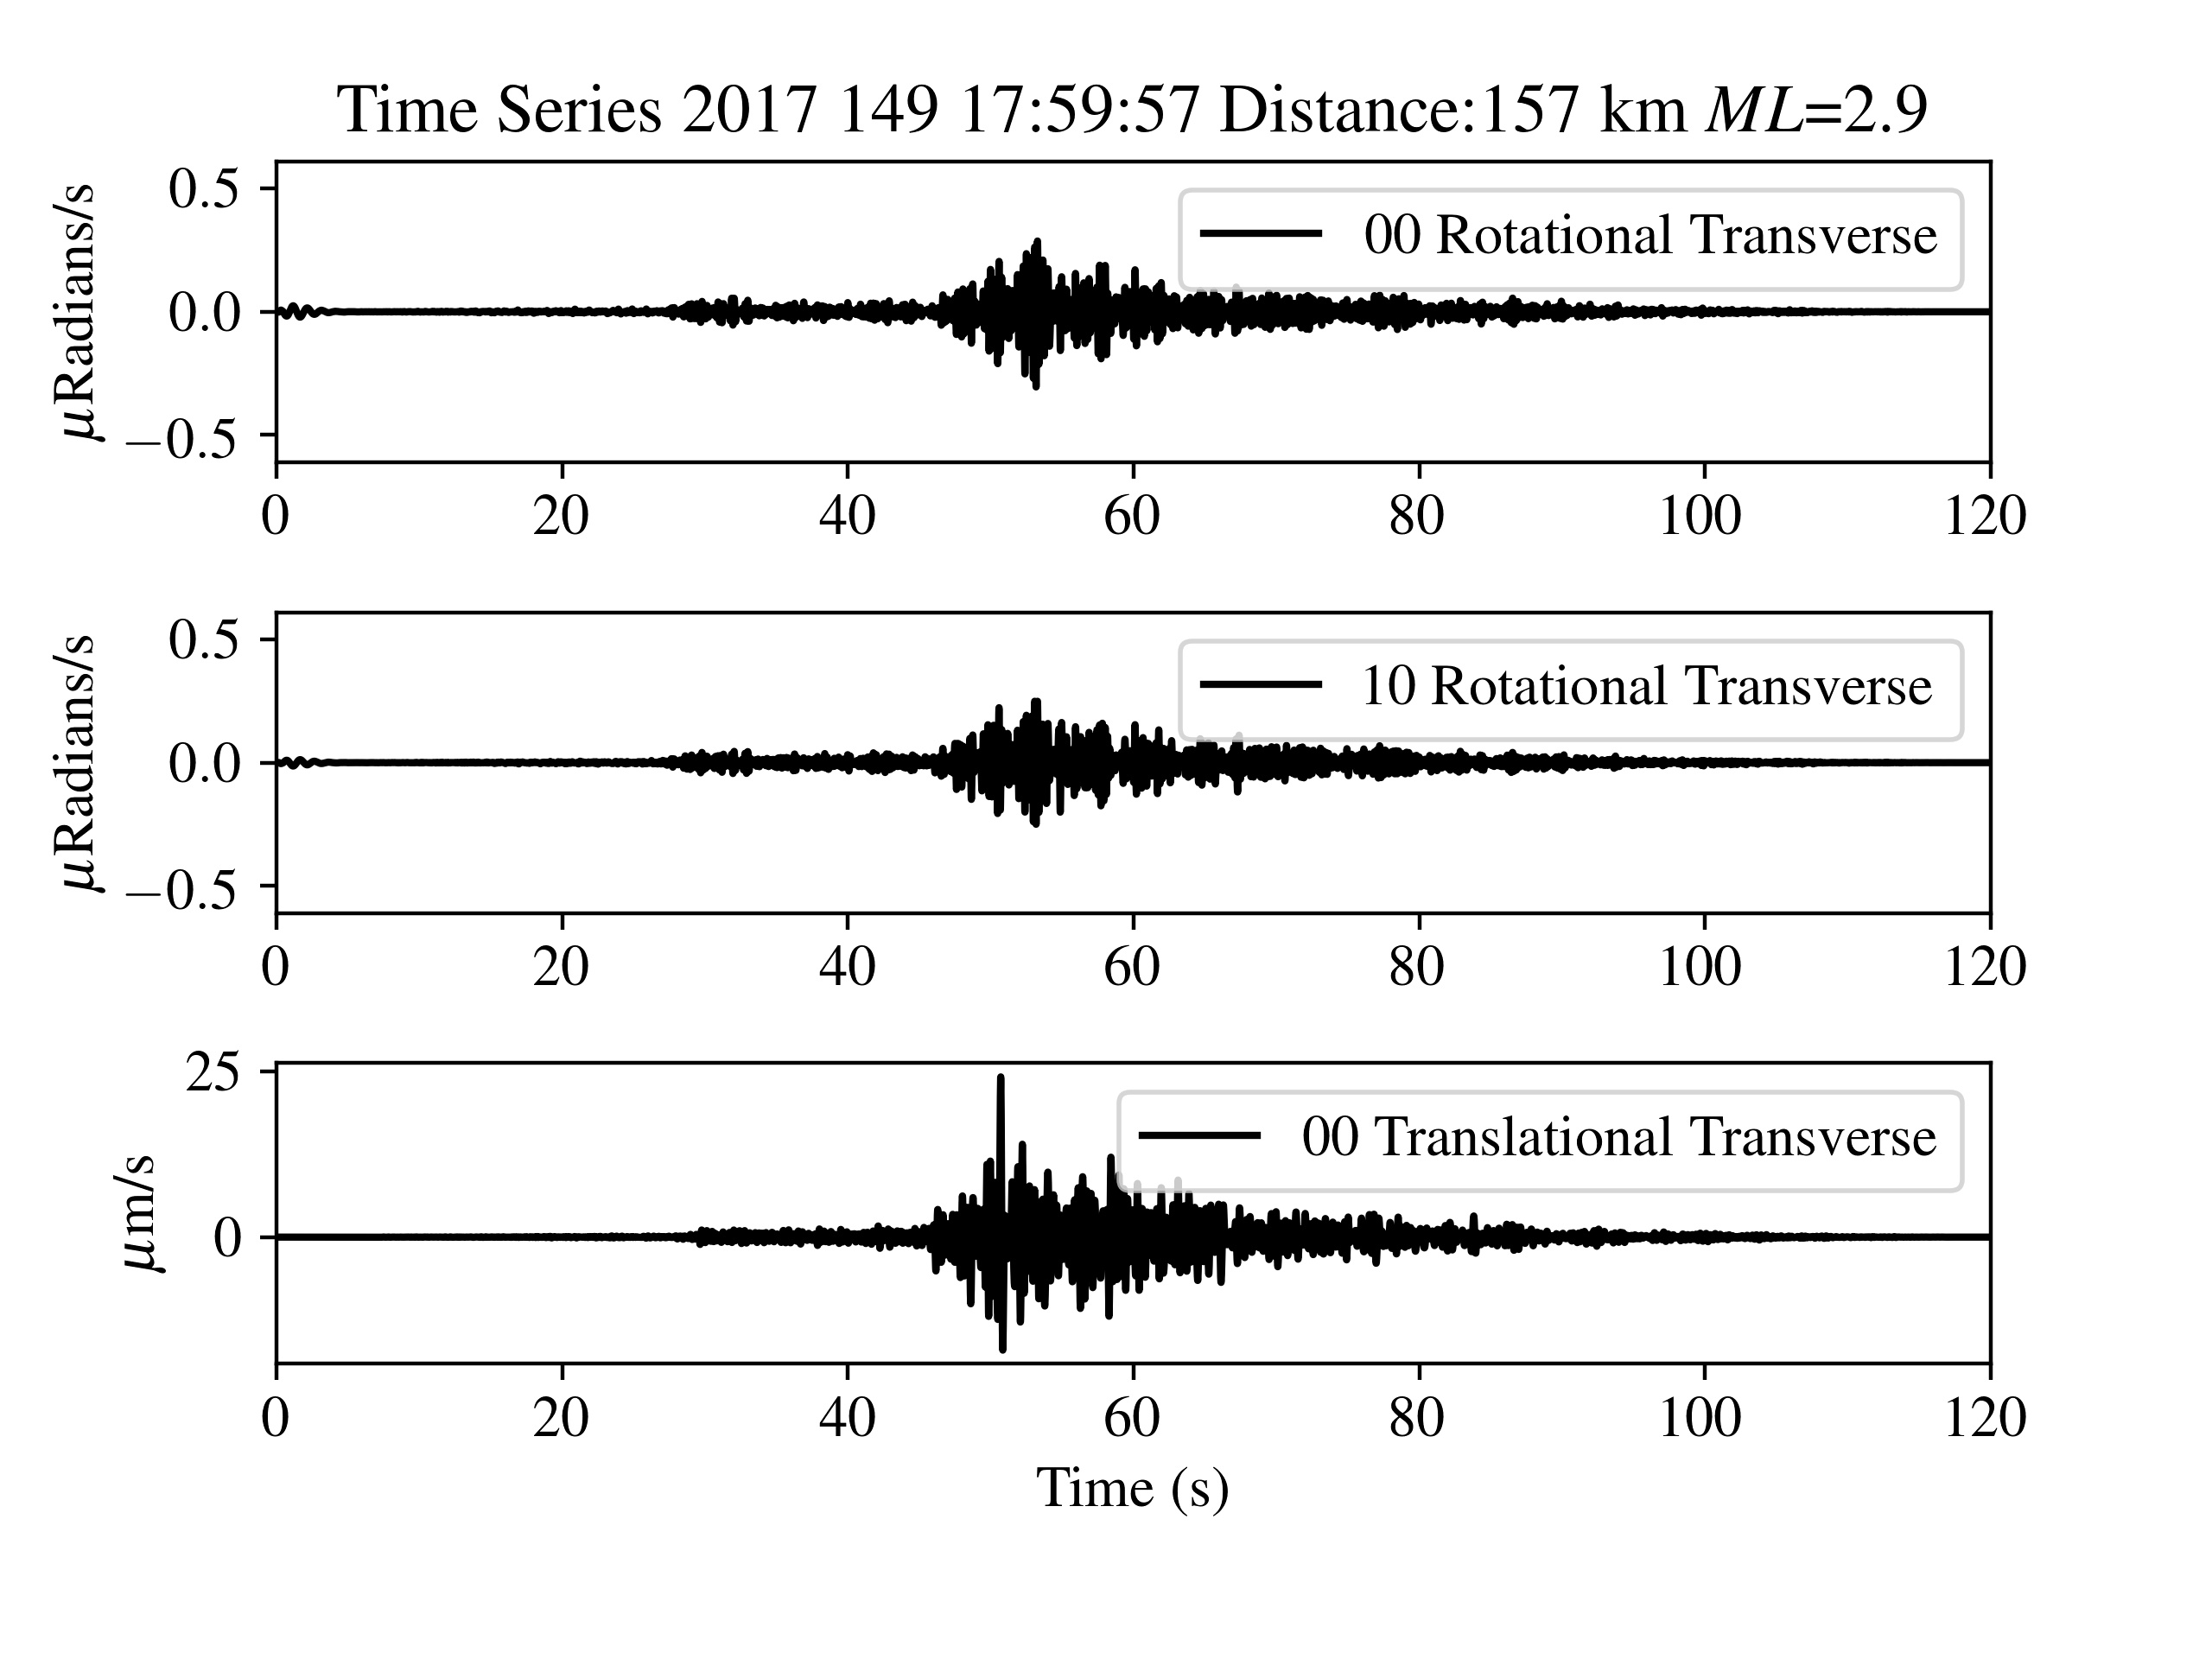 Time Series 2017 149 17:59:57 Distance:157 km ML=2.9
μRadians/s
0.5
0.0
−0.5
00 Rotational Transverse
0 20 40 60 80 100 120
μRadians/s
0.5
0.0
−0.5
10 Rotational Transverse
0 20 40 60 80 100 120
μm/s
25
0
00 Translational Transverse
0 20 40 60 80 100 120
Time (s)